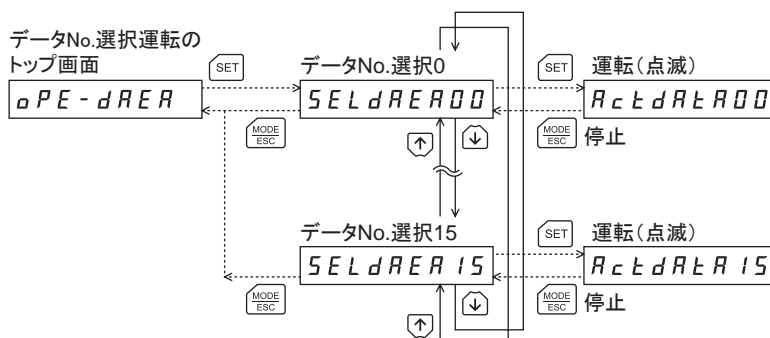 データNo.選択運転の
トップ画面
SET
データNo.選択0
SET
運転（点滅）
oPE-dAtA
SELdAtA00
ActdAtA00
MODE
ESC
MODE
ESC
停止
データNo.選択15
SET
運転（点滅）
SELdAtA15
ActdAtA15
MODE
ESC
MODE
ESC
停止